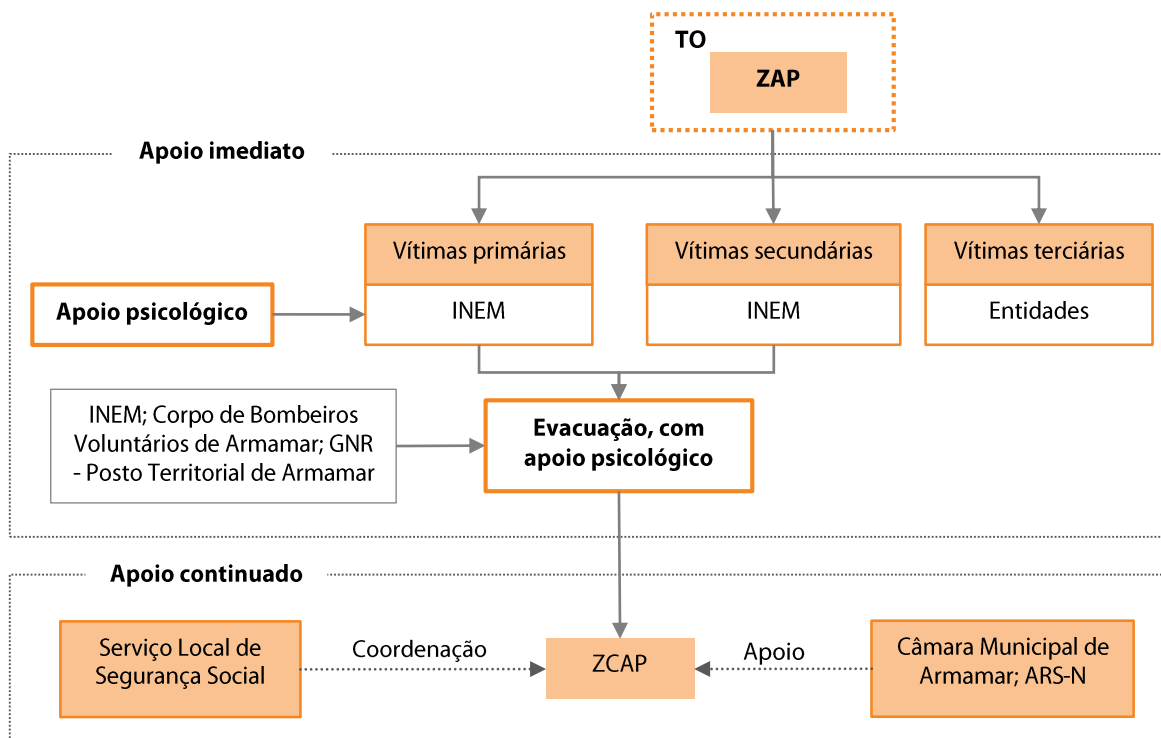 TO
ZAP
Apoio imediato
Vítimas primárias
Vítimas secundárias
Vítimas terciárias
INEM
INEM
Entidades
Apoio psicológico
INEM; Corpo de Bombeiros
Voluntários de Armamar; GNR
- Posto Territorial de Armamar
Evacuação, com
apoio psicológico
Apoio continuado
Serviço Local de
Segurança Social
Coordenação
ZCAP
Apoio
Câmara Municipal de
Armamar; ARS-N